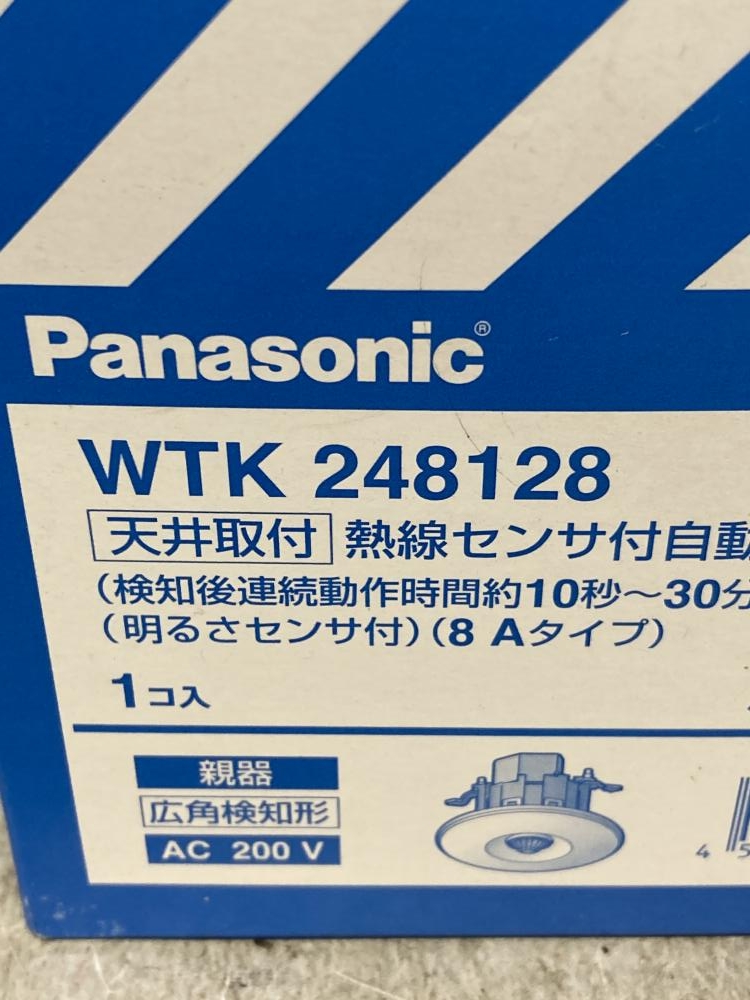 Panasonic®
WTK 248128
天井取付 熱線センサ付自動
(検知後連続動作時間約10秒～30分
(明るさセンサ付)(8 Aタイプ)
1コ入
親器
広角検知形
AC 200 V
4 5